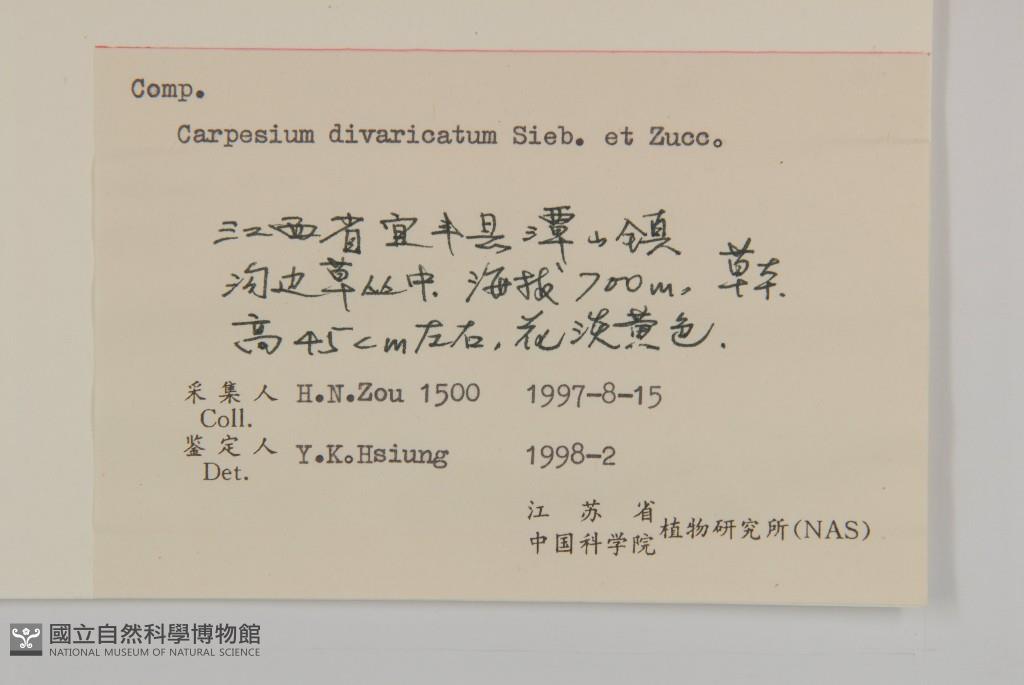 Comp.
Carpesium divaricatum Sieb. et Zucc.
江西省宜丰县潭山镇
沟边草丛中.海拔700m, 草本.
高45cm左右,花淡黄色.
采集人 H.N.Zou 1500 1997-8-15
Coll.
鉴定人 Y.K.Hsiung 1998-2
Det.
江苏省
中国科学院植物研究所(NAS)
國立自然科學博物館
NATIONAL MUSEUM OF NATURAL SCIENCE